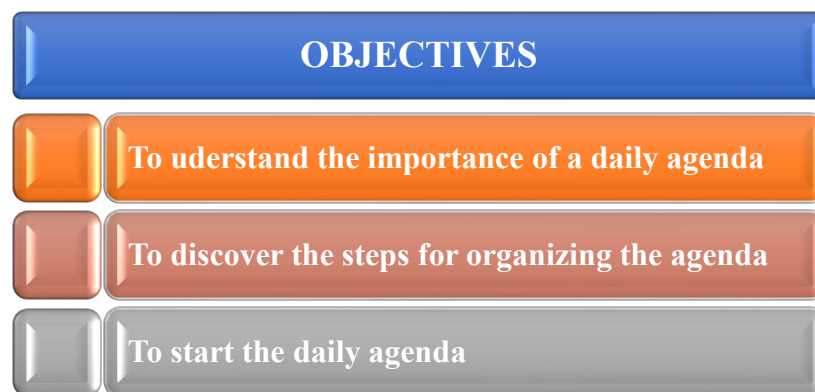 OBJECTIVES
To uderstand the importance of a daily agenda
To discover the steps for organizing the agenda
To start the daily agenda